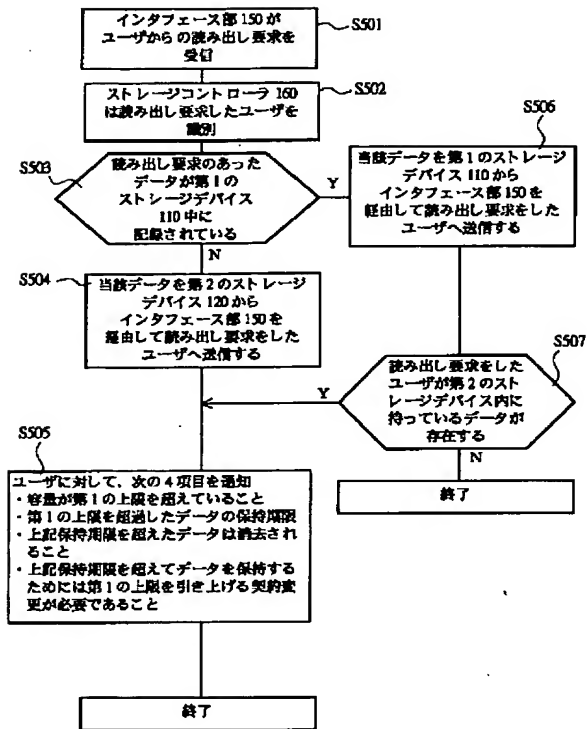 インタフェース部150が
ユーザからの読み出し要求を
受信
S501
ストレージコントローラ160
は読み出し要求したユーザを
識別
S502
S503
読み出し要求のあった
データが第1の
ストレージデバイス
110中に
記録されている
Y
N
S506
当該データを第1のストレージ
デバイス110から
インタフェース部150を
経由して読み出し要求をした
ユーザへ送信する
S504
当該データを第2のストレージ
デバイス120から
インタフェース部150を
経由して読み出し要求をした
ユーザへ送信する
S507
読み出し要求をした
ユーザが第2のスト
レージデバイス内に
持っているデータが
存在する
Y
N
終了
S505
ユーザに対して、次の4項目を通知
・容量が第1の上限を超えていること
・第1の上限を超過したデータの保持期限
・上記保持期限を超えたデータは消去され
ること
・上記保持期限を超えてデータを保持する
ためには第1の上限を引き上げる契約変
更が必要であること
終了